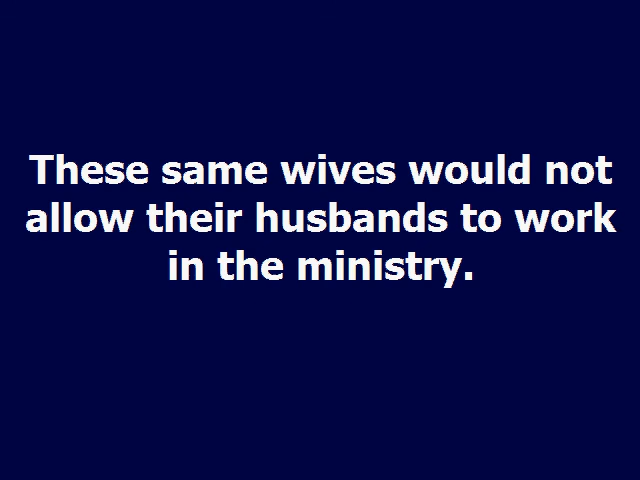 These same wives would not
allow their husbands to work
in the ministry.